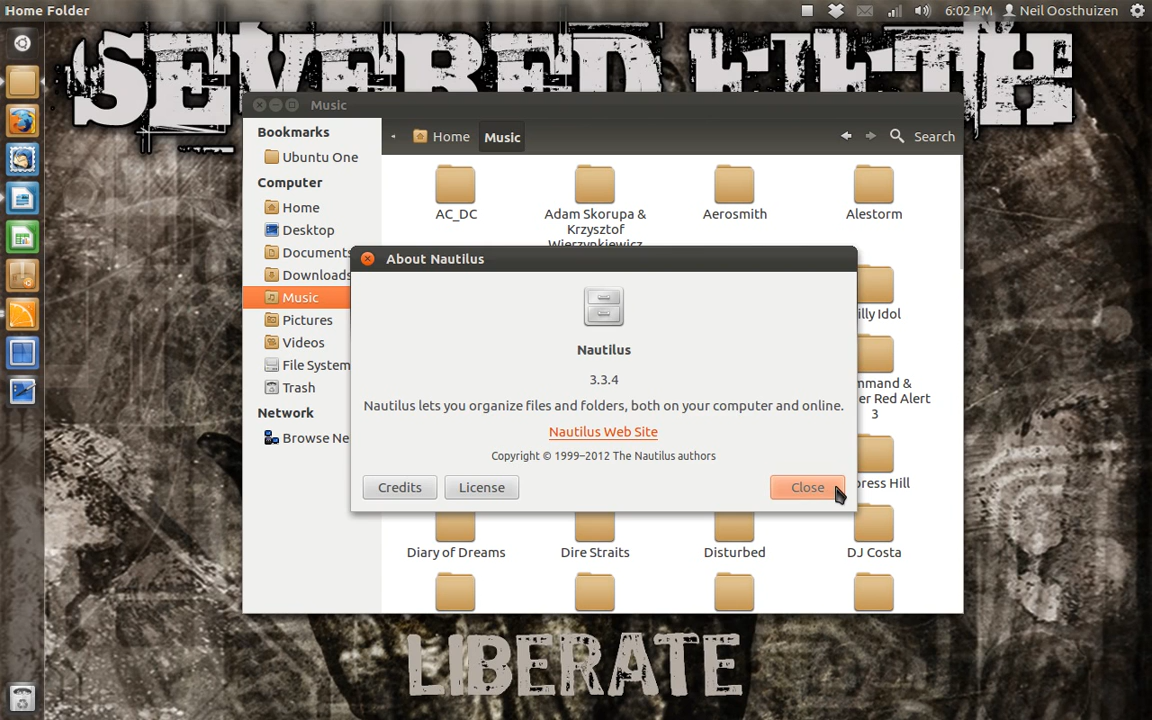 Home Folder
6:02 PM
Neil Oosthuizen
SEVERED FIFTH
Music
Bookmarks
Ubuntu One
Computer
Home
Desktop
Documents
Downloads
Music
Pictures
Videos
File System
Trash
Network
Browse Ne
Home
Music
Search
AC_DC
Adam Skorupa &
Krzysztof
Wierzynkiewicz
Aerosmith
Alestorm
illy Idol
mmand &
er Red Alert
3
press Hill
Diary of Dreams
Dire Straits
Disturbed
DJ Costa
About Nautilus
Nautilus
3.3.4
Nautilus lets you organize files and folders, both on your computer and online.
Nautilus Web Site
Copyright © 1999–2012 The Nautilus authors
Credits
License
Close
LIBERATE